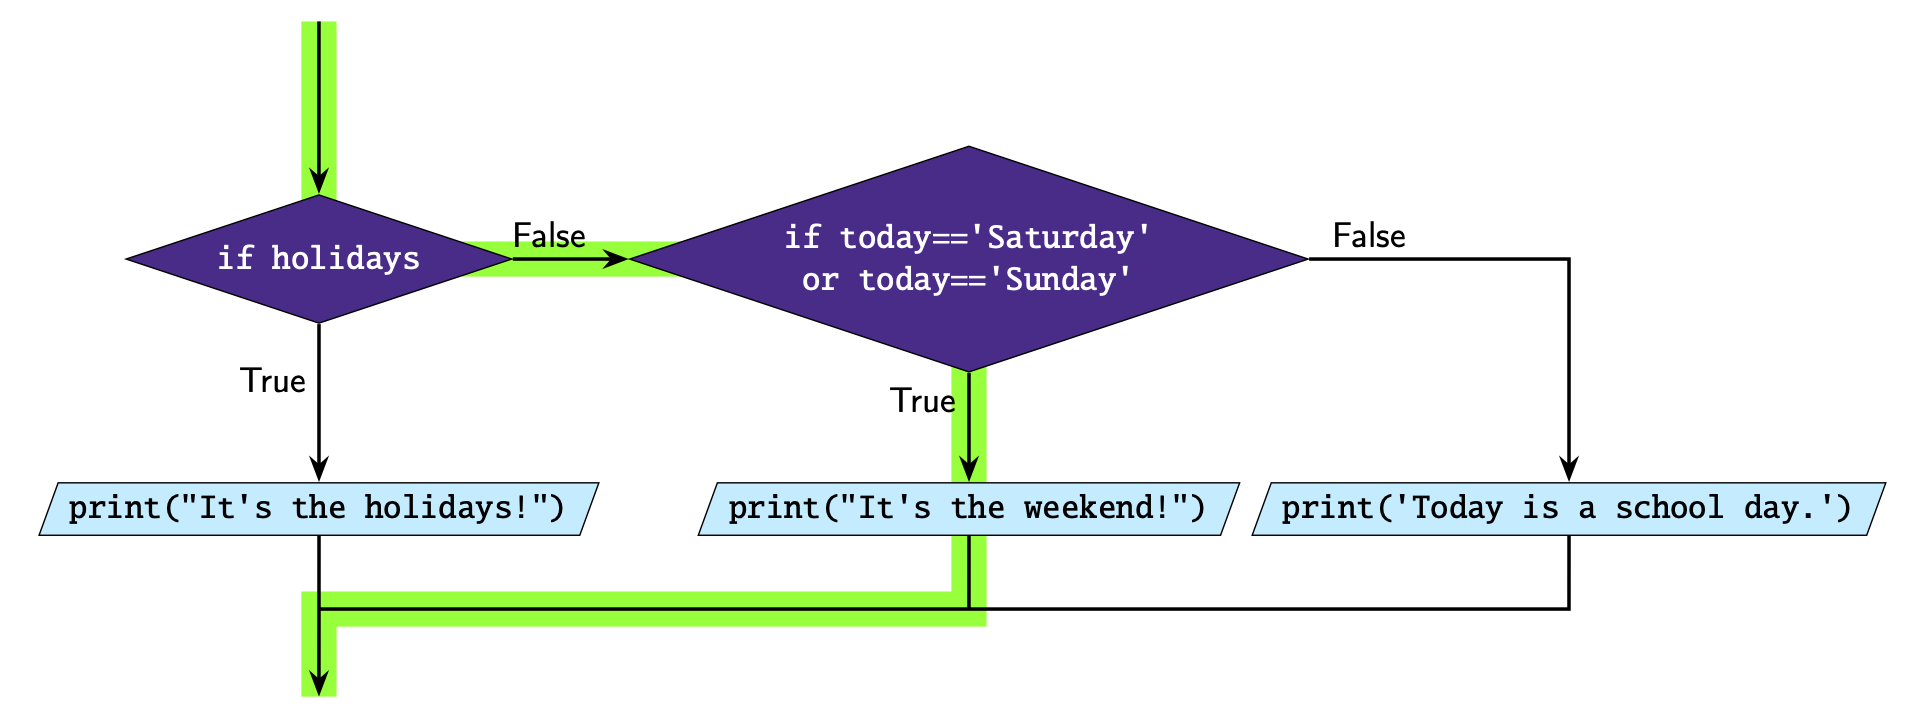 if holidays
False
if today=='Saturday'
or today=='Sunday'
False
True
True
print("It's the holidays!")
print("It's the weekend!")
print('Today is a school day.')